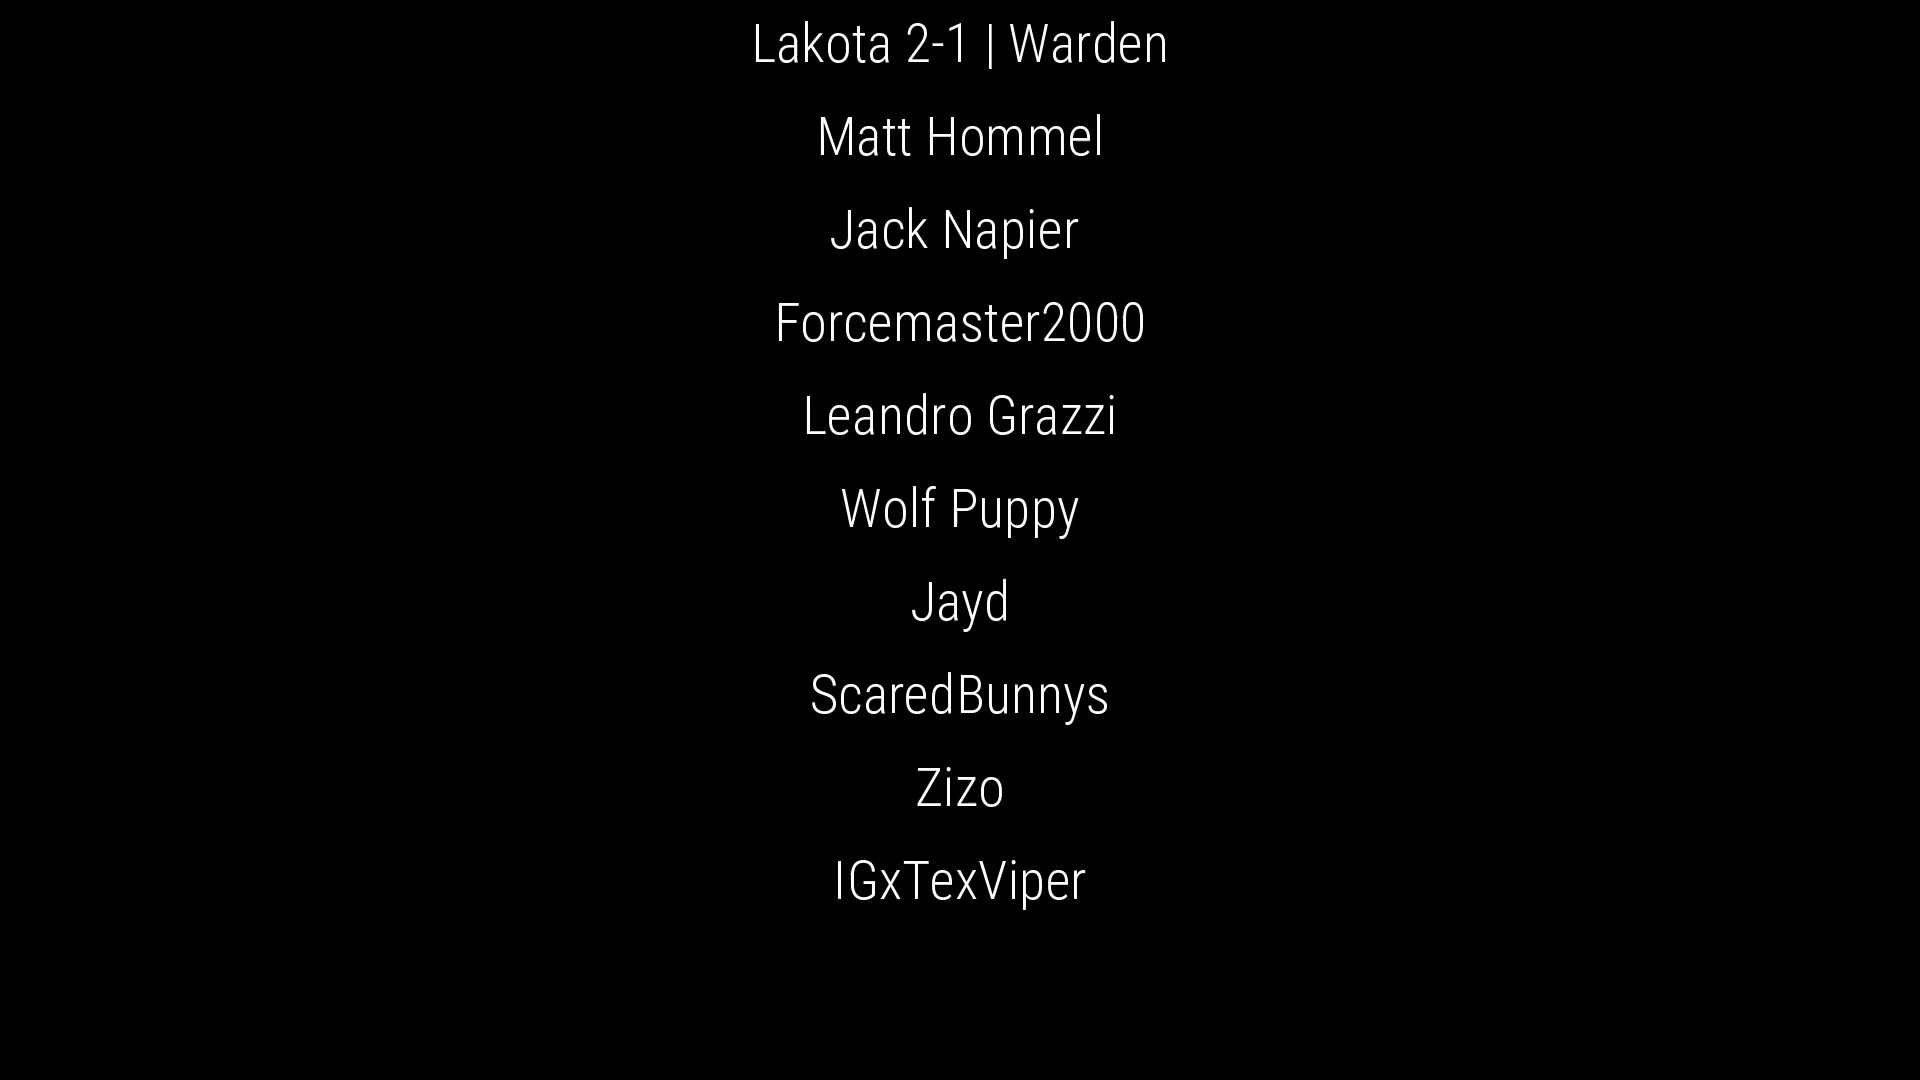 Lakota 2-1 | Warden
Matt Hommel
Jack Napier
Forcemaster2000
Leandro Grazzi
Wolf Puppy
Jayd
ScaredBunnys
Zizo
IGxTexViper